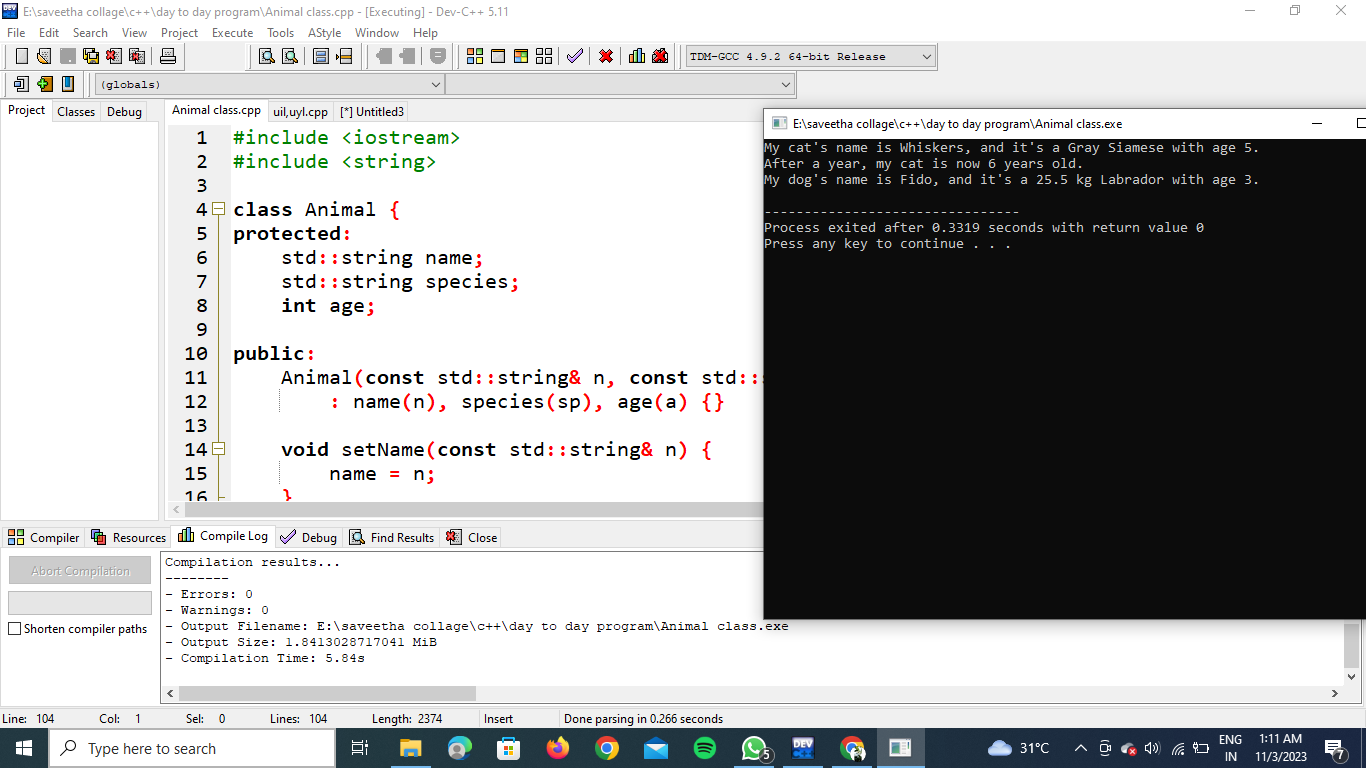 E:\saveetha collage\c++\day to day program\Animal class.cpp - [Executing] - Dev-C++ 5.11
File Edit Search View Project Execute Tools AStyle Window Help
TDM-GCC 4.9.2 64-bit Release
(globals)
Project Classes Debug
Animal class.cpp uil,uyl.cpp [*] Untitled3
1 #include <iostream>
2 #include <string>
3
4 class Animal {
5 protected:
6 std::string name;
7 std::string species;
8 int age;
9
10 public:
11 Animal(const std::string& n, const std::
12 : name(n), species(sp), age(a) {}
13
14 void setName(const std::string& n) {
15 name = n;
16 }
E:\saveetha collage\c++\day to day program\Animal class.exe
My cat's name is Whiskers, and it's a Gray Siamese with age 5.
After a year, my cat is now 6 years old.
My dog's name is Fido, and it's a 25.5 kg Labrador with age 3.
--------------------------------
Process exited after 0.3319 seconds with return value 0
Press any key to continue . . .
Compiler Resources Compile Log Debug Find Results Close
Abort Compilation
Shorten compiler paths
Compilation results...
--------
- Errors: 0
- Warnings: 0
- Output Filename: E:\saveetha collage\c++\day to day program\Animal class.exe
- Output Size: 1.8413028717041 MiB
- Compilation Time: 5.84s
Line: 104 Col: 1 Sel: 0 Lines: 104 Length: 2374 Insert Done parsing in 0.266 seconds
Type here to search
5
DEV
31°C
ENG
IN
1:11 AM
11/3/2023
7